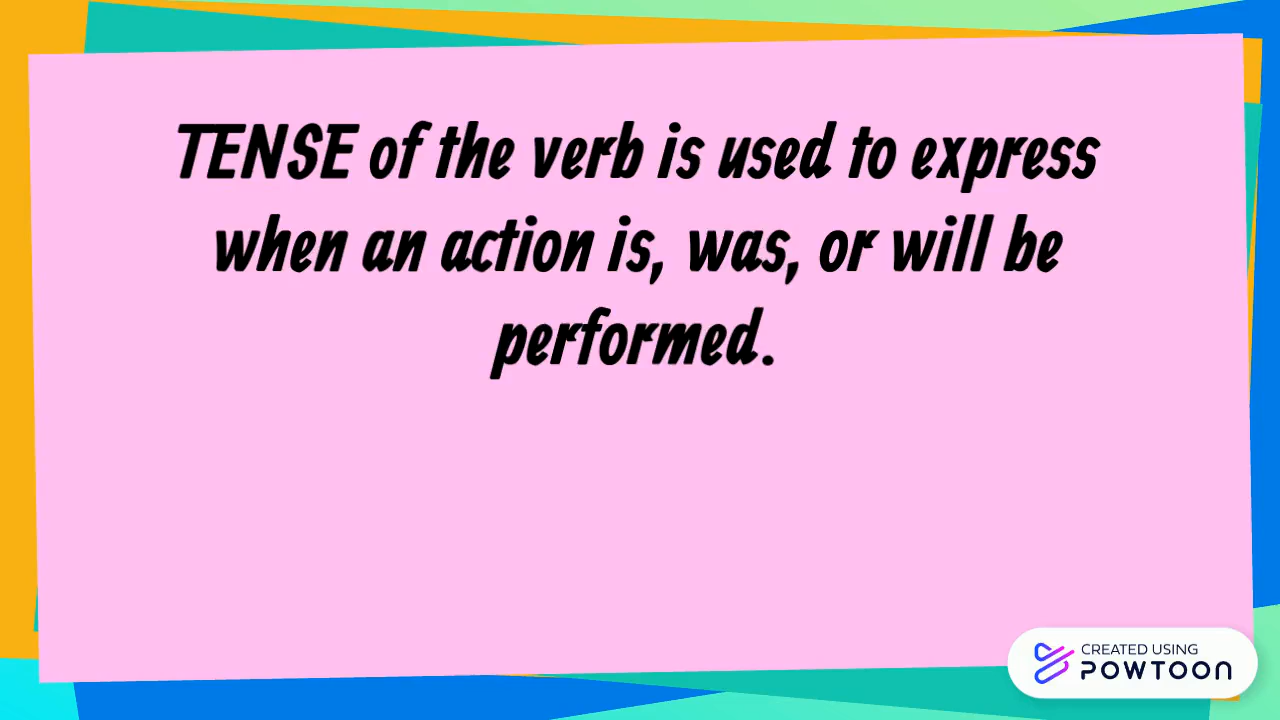 TENSE of the verb is used to express
when an action is, was, or will be
performed.
CREATED USING
POWTOON